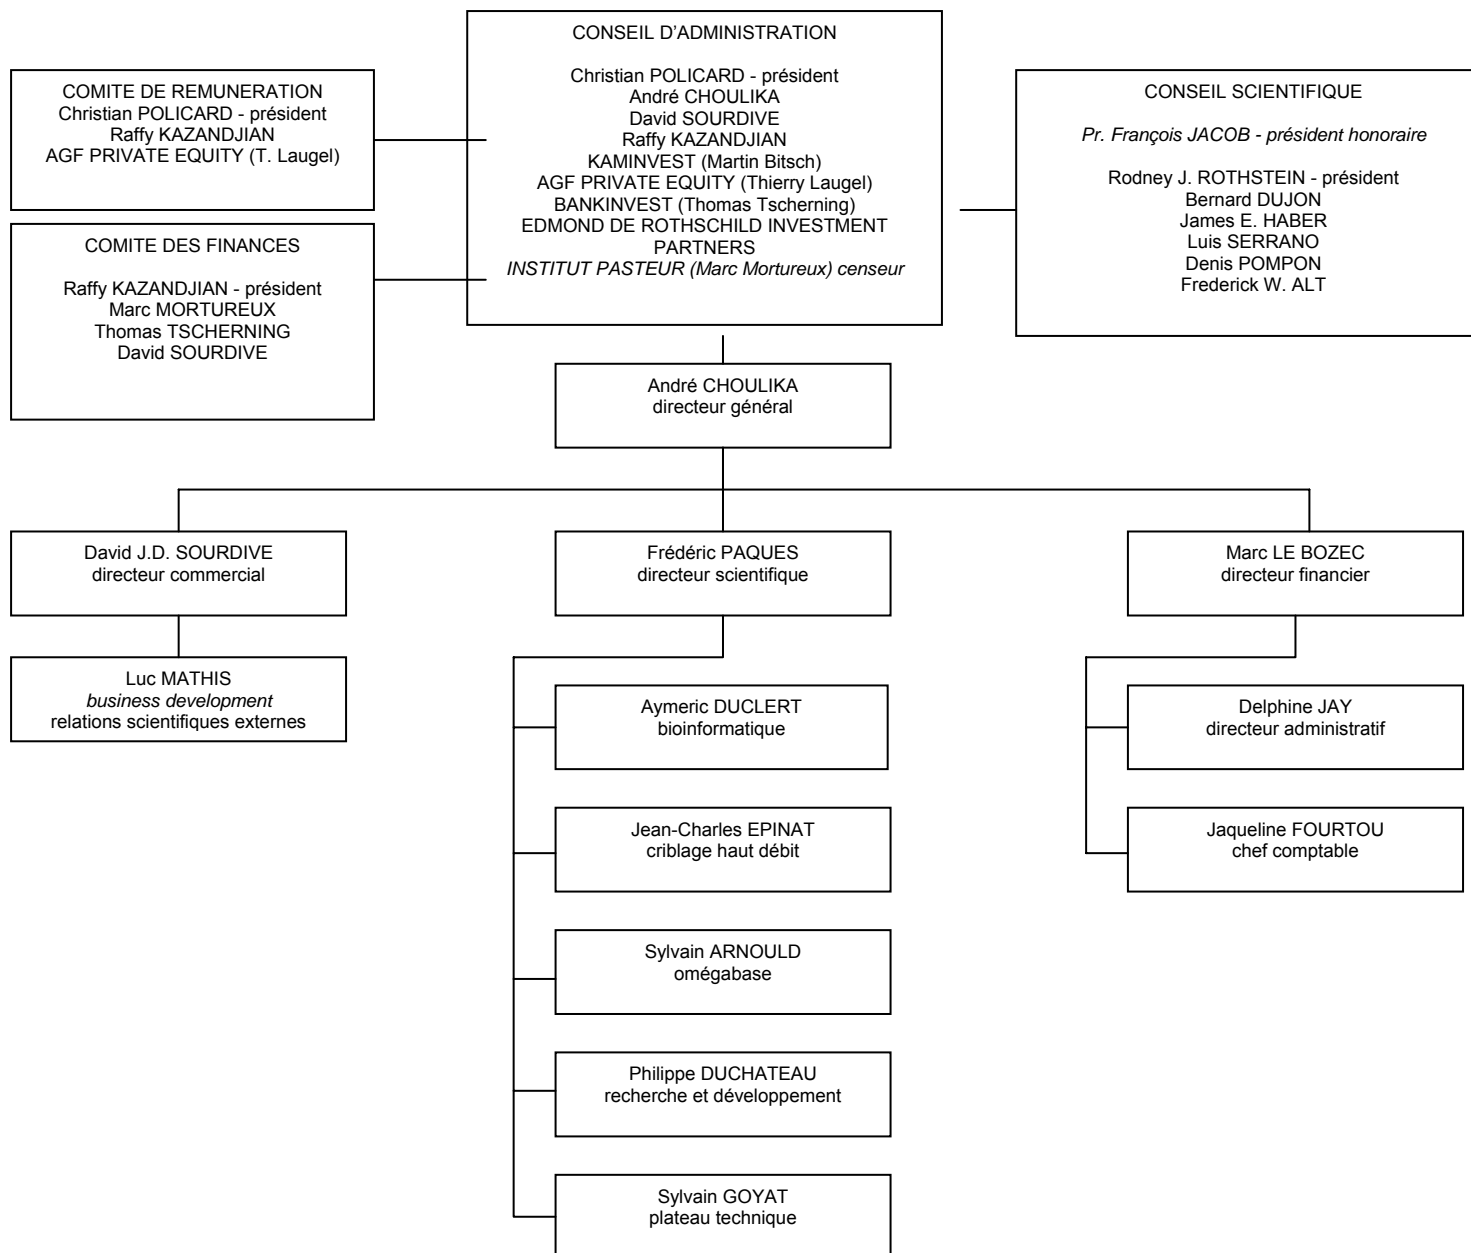 CONSEIL D'ADMINISTRATION
Christian POLICARD - président
André CHOULIKA
David SOURDIVE
Raffy KAZANDJIAN
KAMINVEST (Martin Bitsch)
AGF PRIVATE EQUITY (Thierry Laugel)
BANKINVEST (Thomas Tscherning)
EDMOND DE ROTHSCHILD INVESTMENT
PARTNERS
INSTITUT PASTEUR (Marc Mortureux) censeur
COMITE DE REMUNERATION
Christian POLICARD - président
Raffy KAZANDJIAN
AGF PRIVATE EQUITY (T. Laugel)
COMITE DES FINANCES
Raffy KAZANDJIAN - président
Marc MORTUREUX
Thomas TSCHERNING
David SOURDIVE
CONSEIL SCIENTIFIQUE
Pr. François JACOB - président honoraire
Rodney J. ROTHSTEIN - président
Bernard DUJON
James E. HABER
Luis SERRANO
Denis POMPON
Frederick W. ALT
André CHOULIKA
directeur général
David J.D. SOURDIVE
directeur commercial
Luc MATHIS
business development
relations scientifiques externes
Frédéric PAQUES
directeur scientifique
Aymeric DUCLERT
bioinformatique
Jean-Charles EPINAT
criblage haut débit
Sylvain ARNOULD
omégabase
Philippe DUCHATEAU
recherche et développement
Sylvain GOYAT
plateau technique
Marc LE BOZEC
directeur financier
Delphine JAY
directeur administratif
Jaqueline FOURTOU
chef comptable